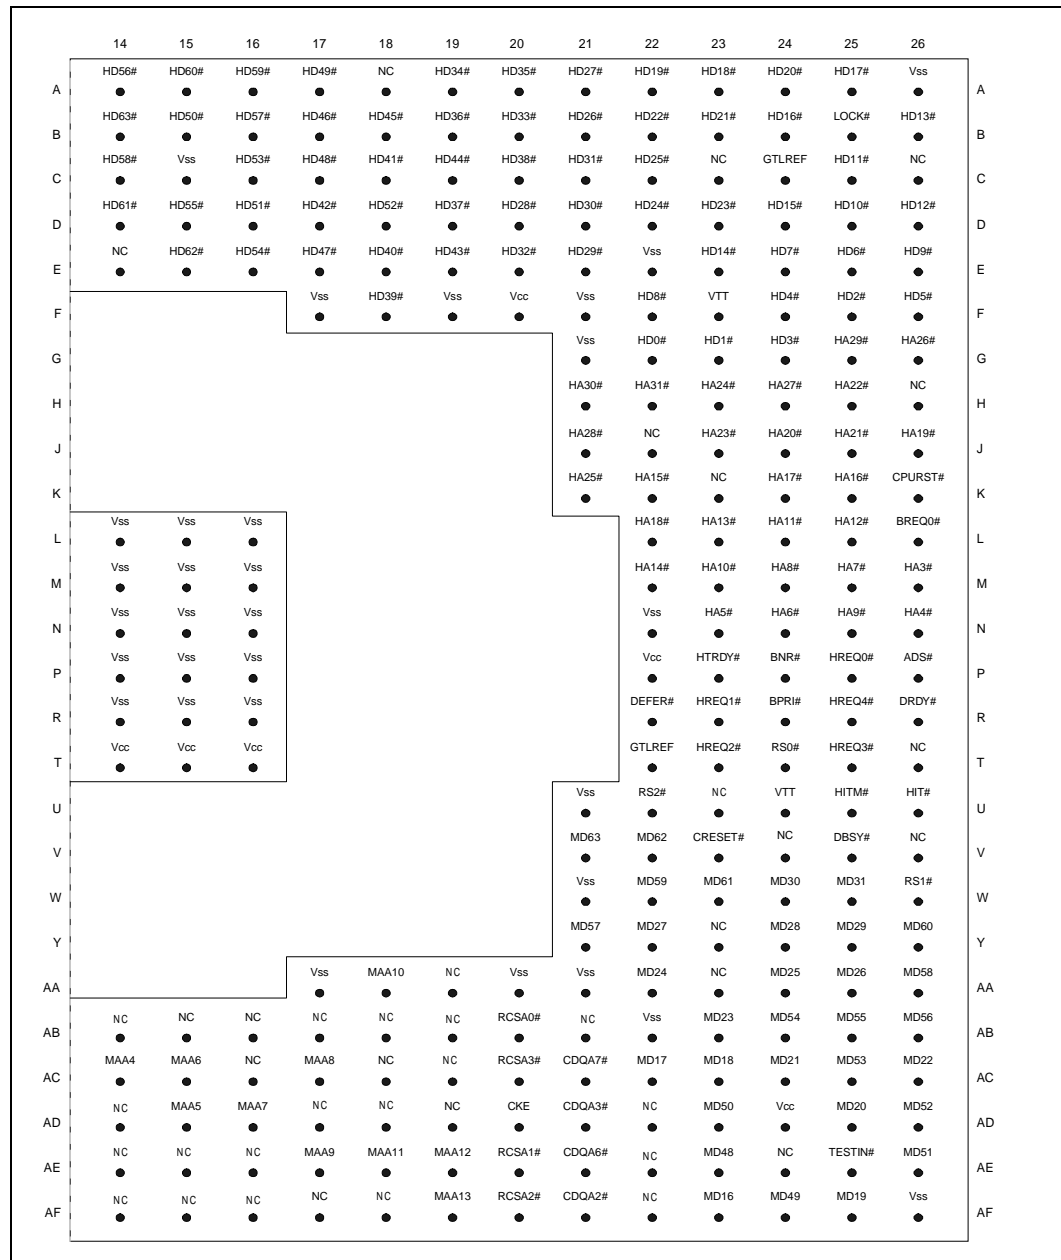 14 15 16 17 18 19 20 21 22 23 24 25 26
HD56# HD60# HD59# HD49# NC HD34# HD35# HD27# HD19# HD18# HD20# HD17# Vss
A A
HD63# HD50# HD57# HD46# HD45# HD36# HD33# HD26# HD22# HD21# HD16# LOCK# HD13#
B B
HD58# Vss HD53# HD48# HD41# HD44# HD38# HD31# HD25# NC GTLREF HD11# NC
C C
HD61# HD55# HD51# HD42# HD52# HD37# HD28# HD30# HD24# HD23# HD15# HD10# HD12#
D D
NC HD62# HD54# HD47# HD40# HD43# HD32# HD29# Vss HD14# HD7# HD6# HD9#
E E
Vss HD39# Vss Vcc Vss HD8# VTT HD4# HD2# HD5#
F F
Vss HD0# HD1# HD3# HA29# HA26#
G G
HA30# HA31# HA24# HA27# HA22# NC
H H
HA28# NC HA23# HA20# HA21# HA19#
J J
HA25# HA15# NC HA17# HA16# CPURST#
K K
Vss Vss Vss HA18# HA13# HA11# HA12# BREQ0#
L L
Vss Vss Vss HA14# HA10# HA8# HA7# HA3#
M M
Vss Vss Vss Vss HA5# HA6# HA9# HA4#
N N
Vss Vss Vss Vcc HTRDY# BNR# HREQ0# ADS#
P P
Vss Vss Vss DEFER# HREQ1# BPRI# HREQ4# DRDY#
R R
Vcc Vcc Vcc GTLREF HREQ2# RS0# HREQ3# NC
T T
Vss RS2# NC VTT HITM# HIT#
U U
MD63 MD62 CRESET# NC DBSY# NC
V V
Vss MD59 MD61 MD30 MD31 RS1#
W W
MD57 MD27 NC MD28 MD29 MD60
Y Y
Vss MAA10 NC Vss Vss MD24 NC MD25 MD26 MD58
AA AA
NC NC NC NC NC NC RCSA0# NC Vss MD23 MD54 MD55 MD56
AB AB
MAA4 MAA6 NC MAA8 NC NC RCSA3# CDQA7# MD17 MD18 MD21 MD53 MD22
AC AC
NC MAA5 MAA7 NC NC NC CKE CDQA3# NC MD50 Vcc MD20 MD52
AD AD
NC NC NC MAA9 MAA11 MAA12 RCSA1# CDQA6# NC MD48 NC TESTIN# MD51
AE AE
NC NC NC NC NC MAA13 RCSA2# CDQA2# NC MD16 MD49 MD19 Vss
AF AF